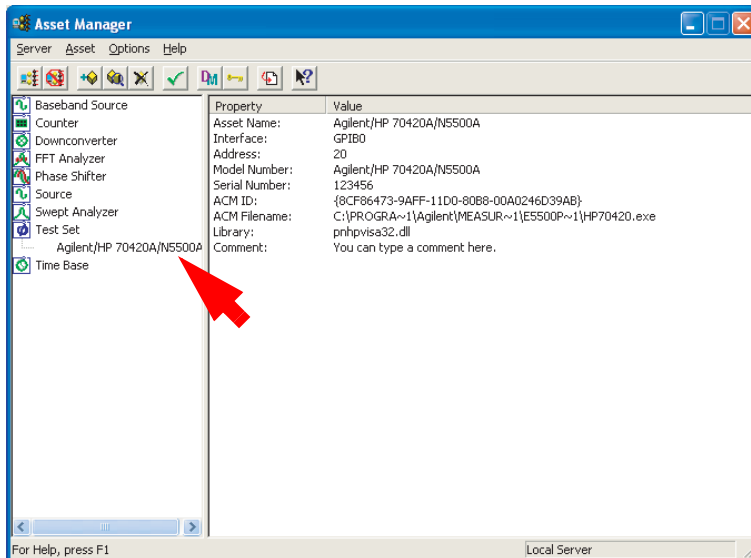 Asset Manager
Server Asset Options Help
DM
Baseband Source
Counter
Downconverter
FFT Analyzer
Phase Shifter
Source
Swept Analyzer
Test Set
Agilent/HP 70420A/N5500A
Time Base
Property Value
Asset Name: Agilent/HP 70420A/N5500A
Interface: GPIB0
Address: 20
Model Number: Agilent/HP 70420A/N5500A
Serial Number: 123456
ACM ID: {8CF86473-9AFF-11D0-80B8-00A0246D39AB}
ACM Filename: C:\PROGRA~1\Agilent\MEASUR~1\E5500P~1\HP70420.exe
Library: pnhpvisa32.dll
Comment: You can type a comment here.
For Help, press F1
Local Server